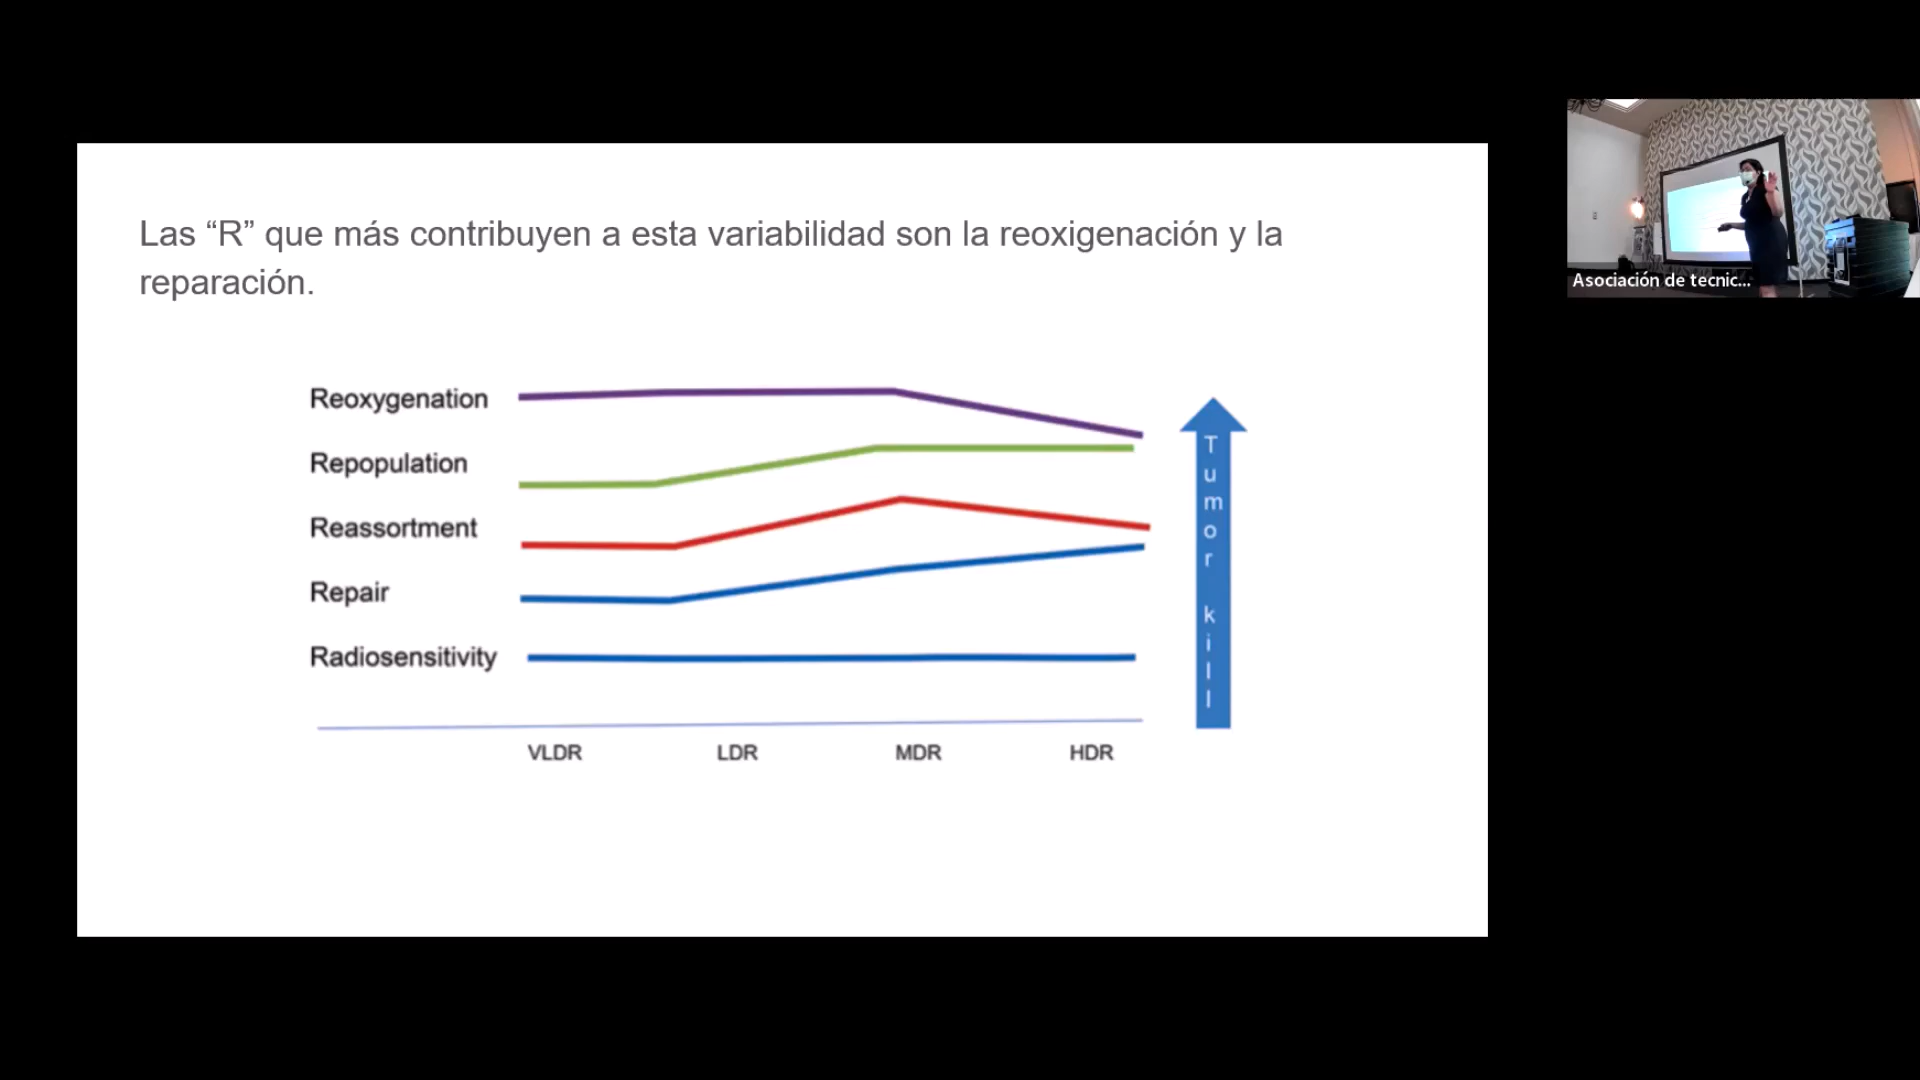 Las “R” que más contribuyen a esta variabilidad son la reoxigenación y la
reparación.
Reoxygenation
Repopulation
Reassortment
Repair
Radiosensitivity
VLDR LDR MDR HDR
Tumor kill
Asociación de tecnic...